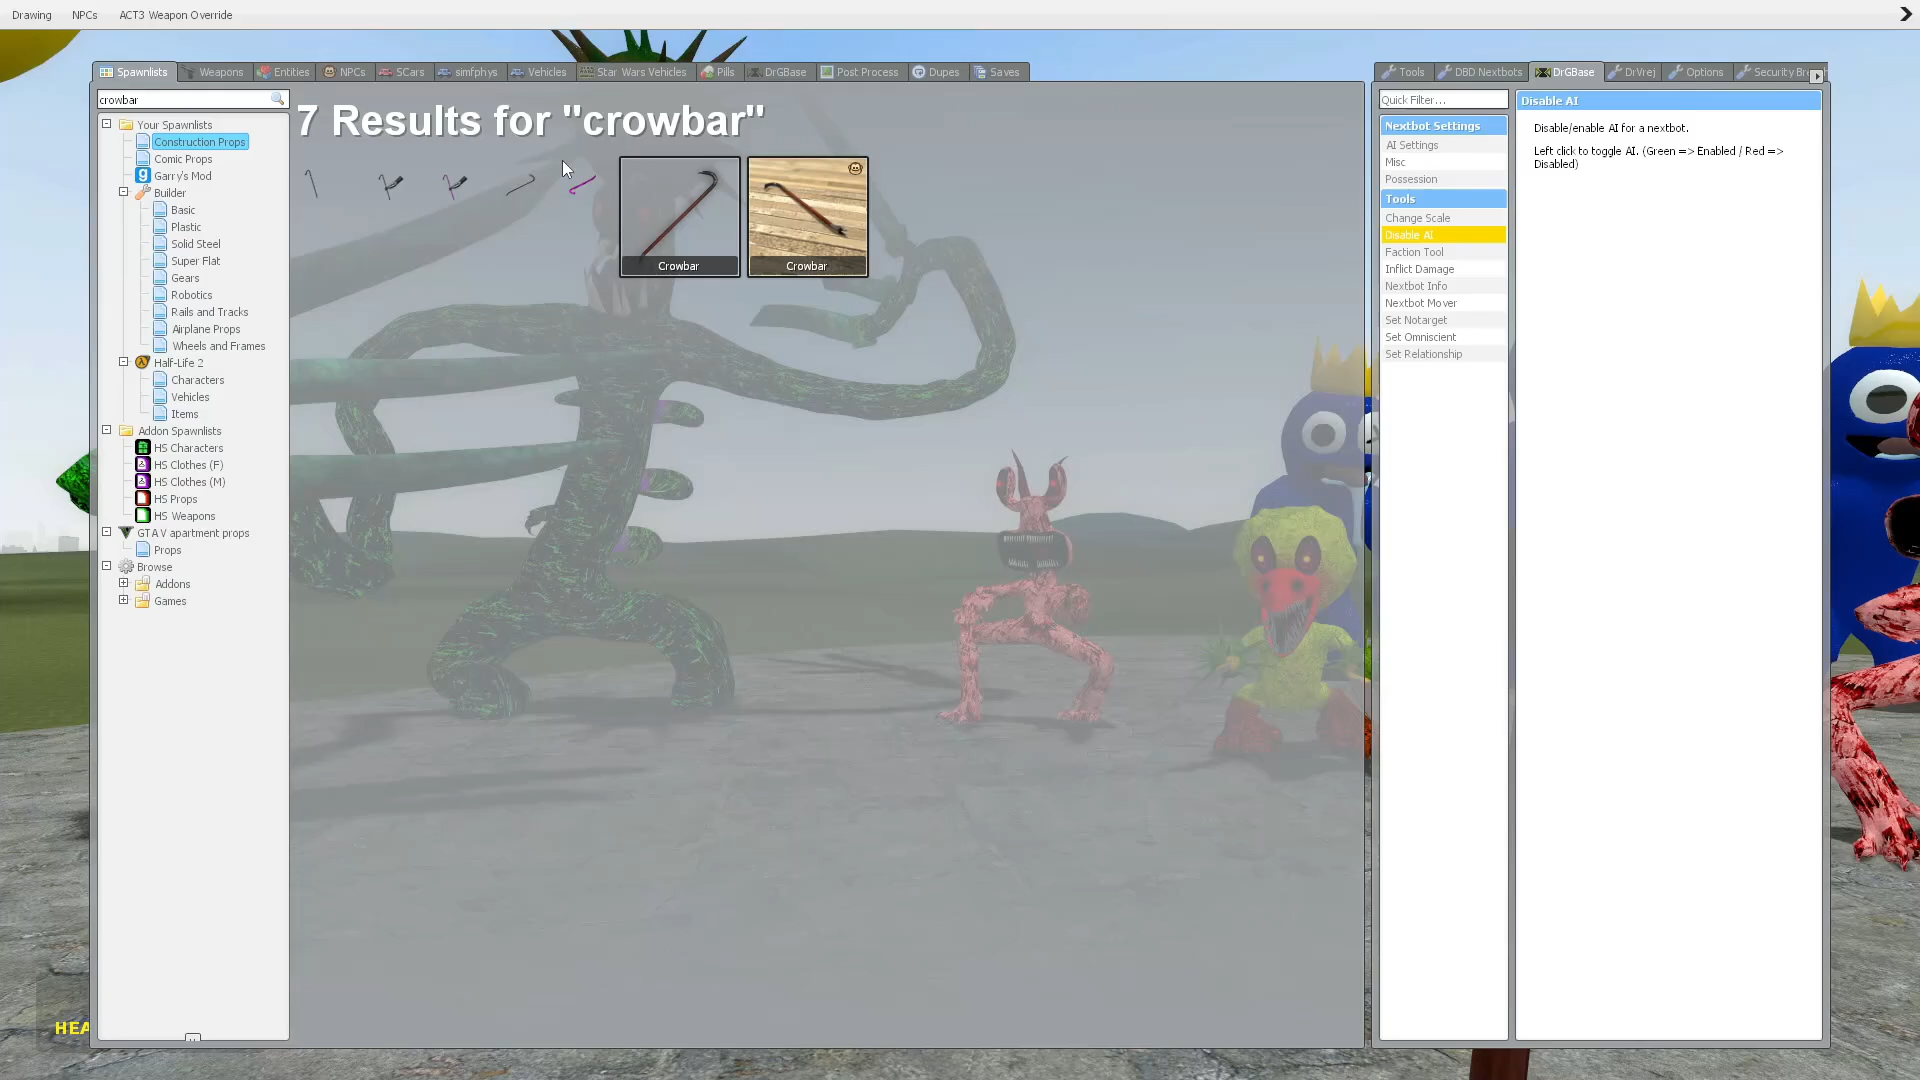 Drawing NPCs ACT3 Weapon Override
Spawnlists Weapons Entities NPCs SCars simfphys Vehicles Star Wars Vehicles Pills DrGBase Post Process Dupes Saves
Tools DBD Nextbots DrGBase DrVrej Options Security Bre
crowbar
7 Results for "crowbar"
Your Spawnlists
Construction Props
Comic Props
Garry's Mod
Builder
Basic
Plastic
Solid Steel
Super Flat
Gears
Robotics
Rails and Tracks
Airplane Props
Wheels and Frames
Half-Life 2
Characters
Vehicles
Items
Addon Spawnlists
HS Characters
HS Clothes (F)
HS Clothes (M)
HS Props
HS Weapons
GTA V apartment props
Props
Browse
Addons
Games
Crowbar
Crowbar
Quick Filter...
Nextbot Settings
AI Settings
Misc
Possession
Tools
Change Scale
Disable AI
Faction Tool
Inflict Damage
Nextbot Info
Nextbot Mover
Set Notarget
Set Omniscient
Set Relationship
Disable AI
Disable/enable AI for a nextbot.
Left click to toggle AI. (Green => Enabled / Red =>
Disabled)
HEA